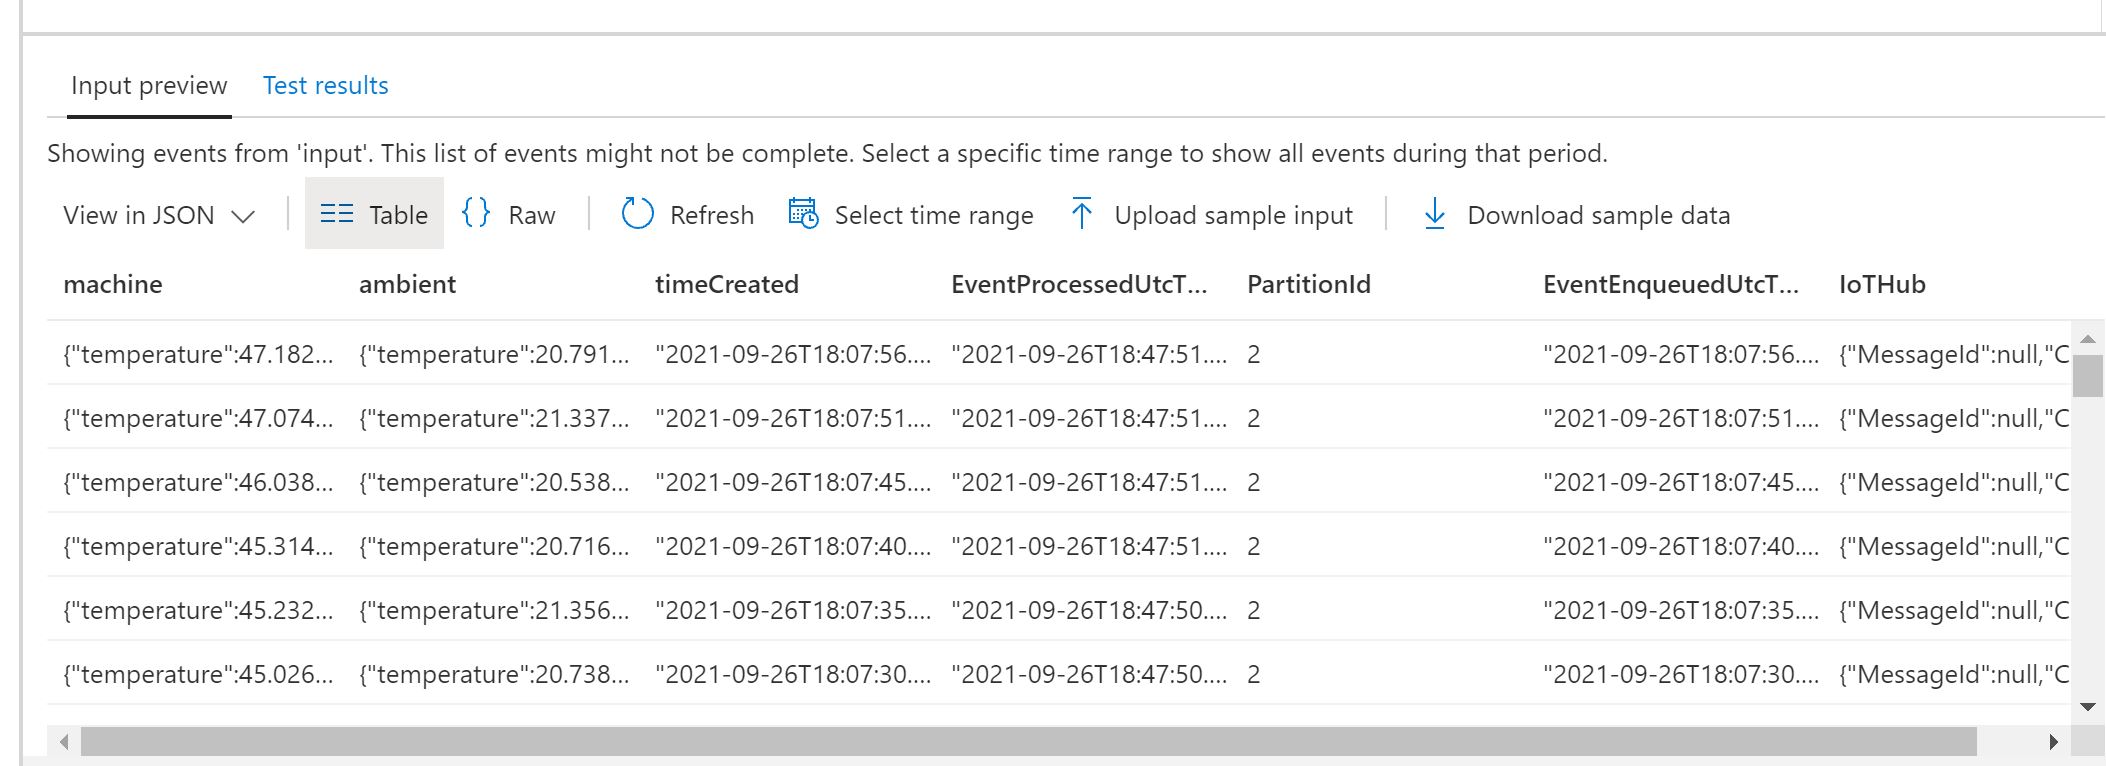 Input preview Test results
Showing events from 'input'. This list of events might not be complete. Select a specific time range to show all events during that period.
View in JSON Table {} Raw Refresh Select time range Upload sample input Download sample data
machine ambient timeCreated EventProcessedUtcT... PartitionId EventEnqueuedUtcT... IoTHub
{"temperature":47.182... {"temperature":20.791... "2021-09-26T18:07:56.... "2021-09-26T18:47:51.... 2 "2021-09-26T18:07:56.... {"MessageId":null,"C
{"temperature":47.074... {"temperature":21.337... "2021-09-26T18:07:51.... "2021-09-26T18:47:51.... 2 "2021-09-26T18:07:51.... {"MessageId":null,"C
{"temperature":46.038... {"temperature":20.538... "2021-09-26T18:07:45.... "2021-09-26T18:47:51.... 2 "2021-09-26T18:07:45.... {"MessageId":null,"C
{"temperature":45.314... {"temperature":20.716... "2021-09-26T18:07:40.... "2021-09-26T18:47:51.... 2 "2021-09-26T18:07:40.... {"MessageId":null,"C
{"temperature":45.232... {"temperature":21.356... "2021-09-26T18:07:35.... "2021-09-26T18:47:50.... 2 "2021-09-26T18:07:35.... {"MessageId":null,"C
{"temperature":45.026... {"temperature":20.738... "2021-09-26T18:07:30.... "2021-09-26T18:47:50.... 2 "2021-09-26T18:07:30.... {"MessageId":null,"C